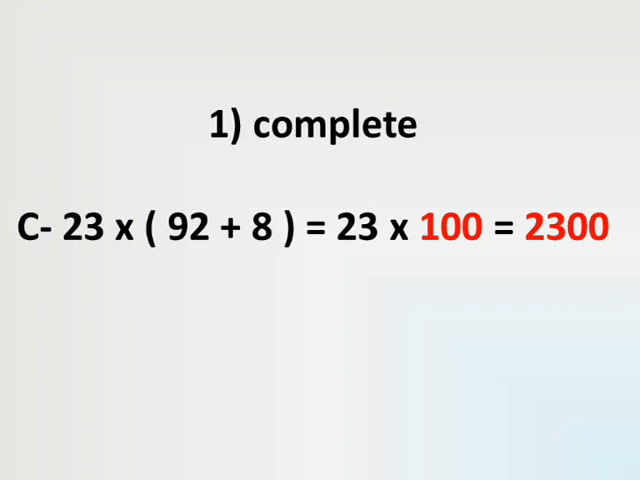 1) complete
C- 23 x ( 92 + 8 ) = 23 x 100 = 2300